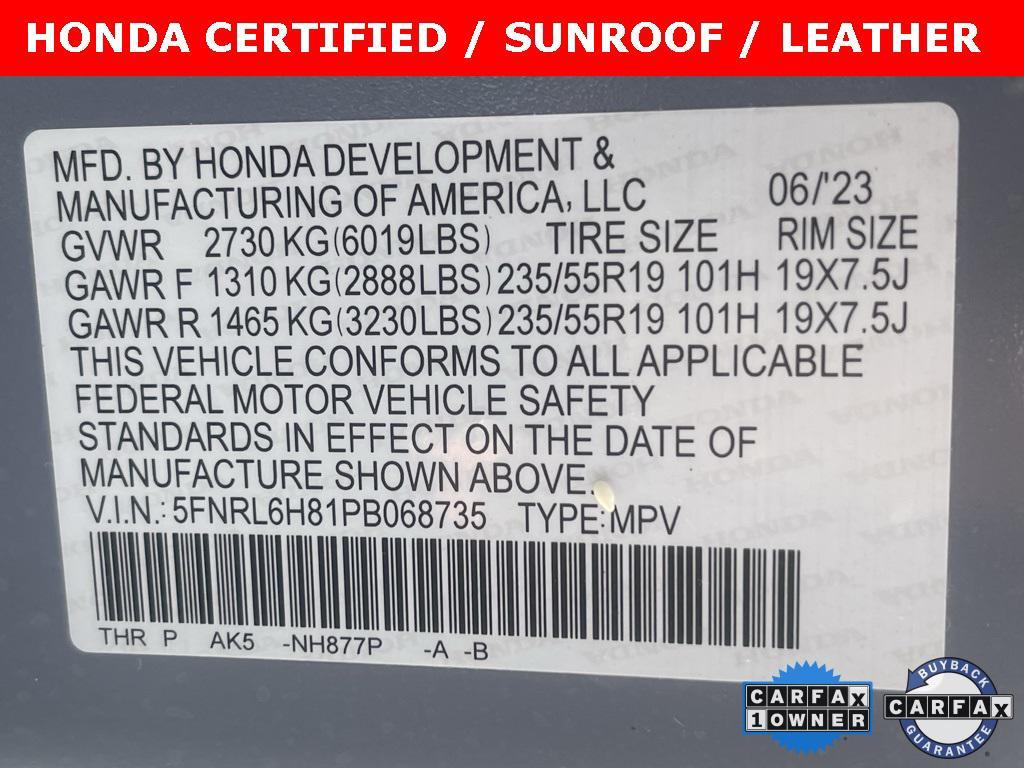 HONDA CERTIFIED / SUNROOF / LEATHER
MFD. BY HONDA DEVELOPMENT &
MANUFACTURING OF AMERICA, LLC 06/'23
GVWR 2730 KG(6019LBS) TIRE SIZE RIM SIZE
GAWR F 1310 KG(2888LBS) 235/55R19 101H 19X7.5J
GAWR R 1465 KG(3230LBS) 235/55R19 101H 19X7.5J
THIS VEHICLE CONFORMS TO ALL APPLICABLE
FEDERAL MOTOR VEHICLE SAFETY
STANDARDS IN EFFECT ON THE DATE OF
MANUFACTURE SHOWN ABOVE.
V.I.N.: 5FNRL6H81PB068735 TYPE: MPV
THR P AK5 -NH877P -A -B
CARFAX
1 OWNER
BUYBACK
CARFAX
GUARANTEE